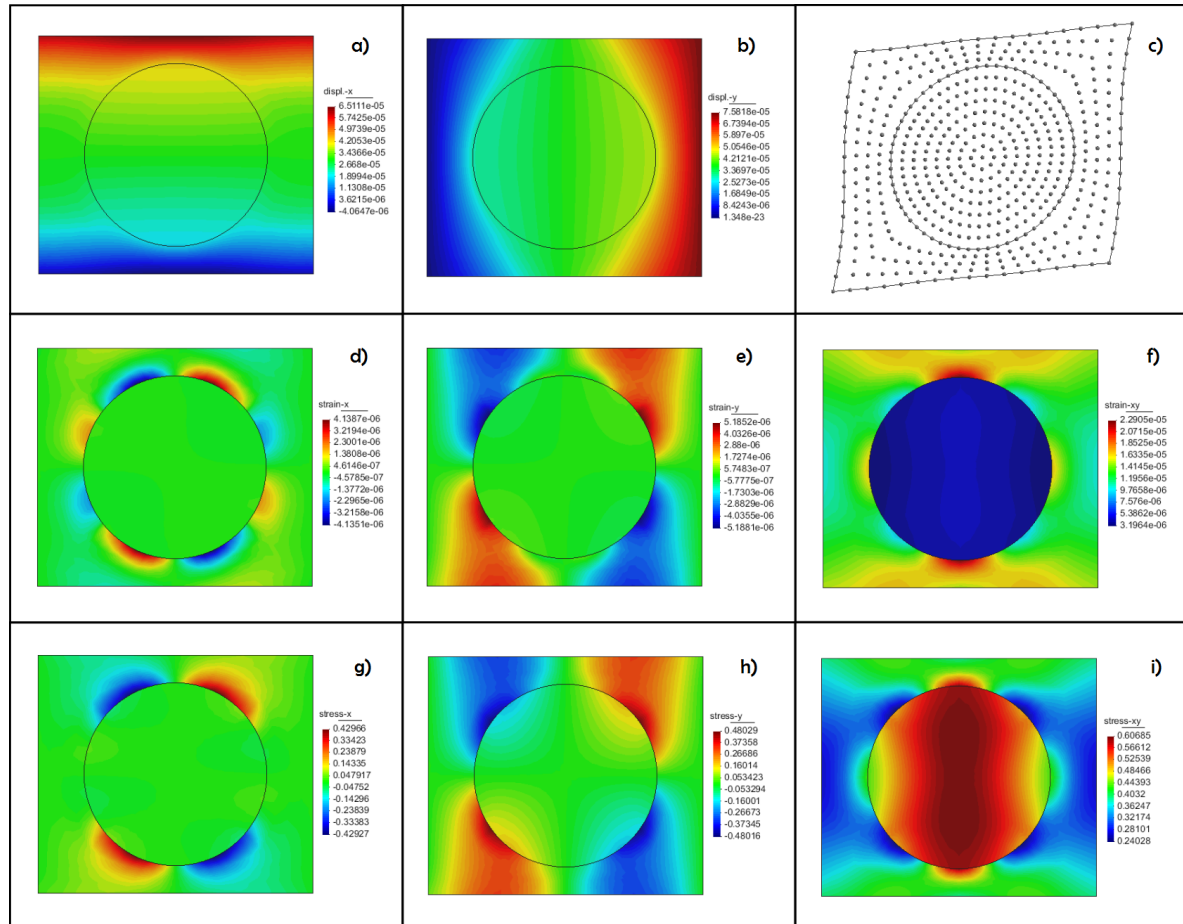 a)
displ.-x
6.5111e-05
5.7425e-05
4.9739e-05
4.2053e-05
3.4366e-05
2.668e-05
1.8994e-05
1.1308e-05
3.6215e-06
-4.0647e-06
b)
displ.-y
7.5818e-05
6.7394e-05
5.897e-05
5.0546e-05
4.2121e-05
3.3697e-05
2.5273e-05
1.6849e-05
8.4243e-06
1.348e-23
c)
d)
strain-x
4.1387e-06
3.2194e-06
2.3001e-06
1.3808e-06
4.6146e-07
-4.5785e-07
-1.3772e-06
-2.2965e-06
-3.2158e-06
-4.1351e-06
e)
strain-y
5.1852e-06
4.0326e-06
2.88e-06
1.7274e-06
5.7483e-07
-5.7775e-07
-1.7303e-06
-2.8829e-06
-4.0355e-06
-5.1881e-06
f)
strain-xy
2.2905e-05
2.0715e-05
1.8525e-05
1.6335e-05
1.4145e-05
1.1956e-05
9.7658e-06
7.576e-06
5.3862e-06
3.1964e-06
g)
stress-x
0.42966
0.33423
0.23879
0.14335
0.047917
-0.04752
-0.14296
-0.23839
-0.33383
-0.42927
h)
stress-y
0.48029
0.37358
0.26686
0.16014
0.053423
-0.053294
-0.16001
-0.26673
-0.37345
-0.48016
i)
stress-xy
0.60685
0.56612
0.52539
0.48466
0.44393
0.4032
0.36247
0.32174
0.28101
0.24028